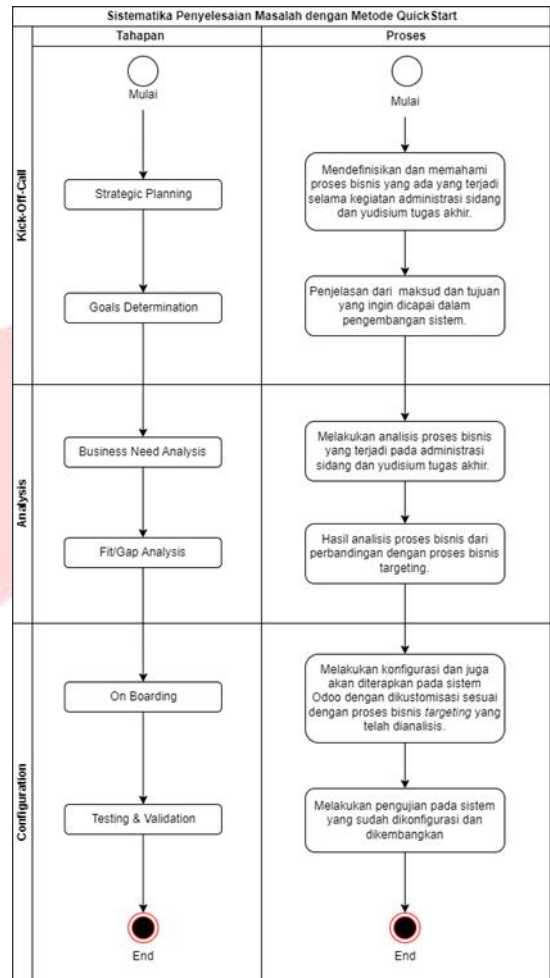 Sistematika Penyelesaian Masalah dengan Metode QuickStart
Tahapan
Proses
Kick-Off-Call
Mulai
Mulai
Strategic Planning
Mendefinisikan dan memahami
proses bisnis yang ada yang terjadi
selama kegiatan administrasi sidang
dan yudisium tugas akhir.
Goals Determination
Penjelasan dari maksud dan tujuan
yang ingin dicapai dalam
pengembangan sistem.
Analysis
Business Need Analysis
Melakukan analisis proses bisnis
yang terjadi pada administrasi
sidang dan yudisium tugas akhir.
Fit/Gap Analysis
Hasil analisis proses bisnis dari
perbandingan dengan proses bisnis
targeting.
Configuration
On Boarding
Melakukan konfigurasi dan juga
akan diterapkan pada sistem
Odoo dengan dikustomisasi sesuai
dengan proses bisnis targeting yang
telah dianalisis.
Testing & Validation
Melakukan pengujian pada sistem
yang sudah dikonfigurasi dan
dikembangkan
End
End